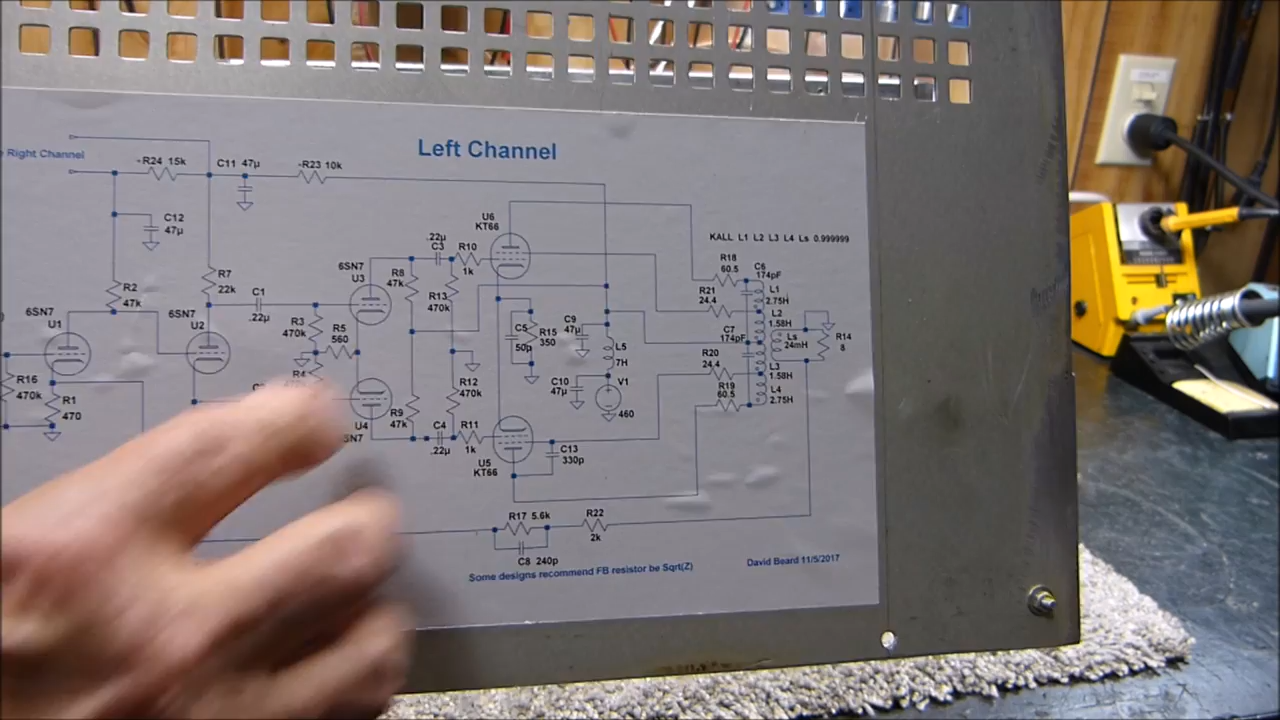 Left Channel
Right Channel
-R24 15k
C11 47µ
-R23 10k
C12
47µ
R2
47k
R7
22k
6SN7
U1
6SN7
U2
C1
.22µ
R3
470k
R5
560
R4
R16
470k
R1
470
6SN7
U3
R8
47k
.22µ
C3
R10
1k
R13
470k
U6
KT66
C5
50p
R15
350
C9
47µ
L5
7H
C10
47µ
V1
460
R12
470k
R9
47k
U4
C4
.22µ
R11
1k
U5
KT66
C13
330p
KALL L1 L2 L3 L4 Ls 0.999999
R18
60.5
C6
174pF
R21
24.4
L1
2.75H
L2
1.58H
C7
174pF
Ls
24mH
R14
8
R20
24.4
L3
1.58H
R19
60.5
L4
2.75H
R17 5.6k
C8 240p
R22
2k
Some designs recommend FB resistor be Sqrt(Z)
David Beard 11/5/2017